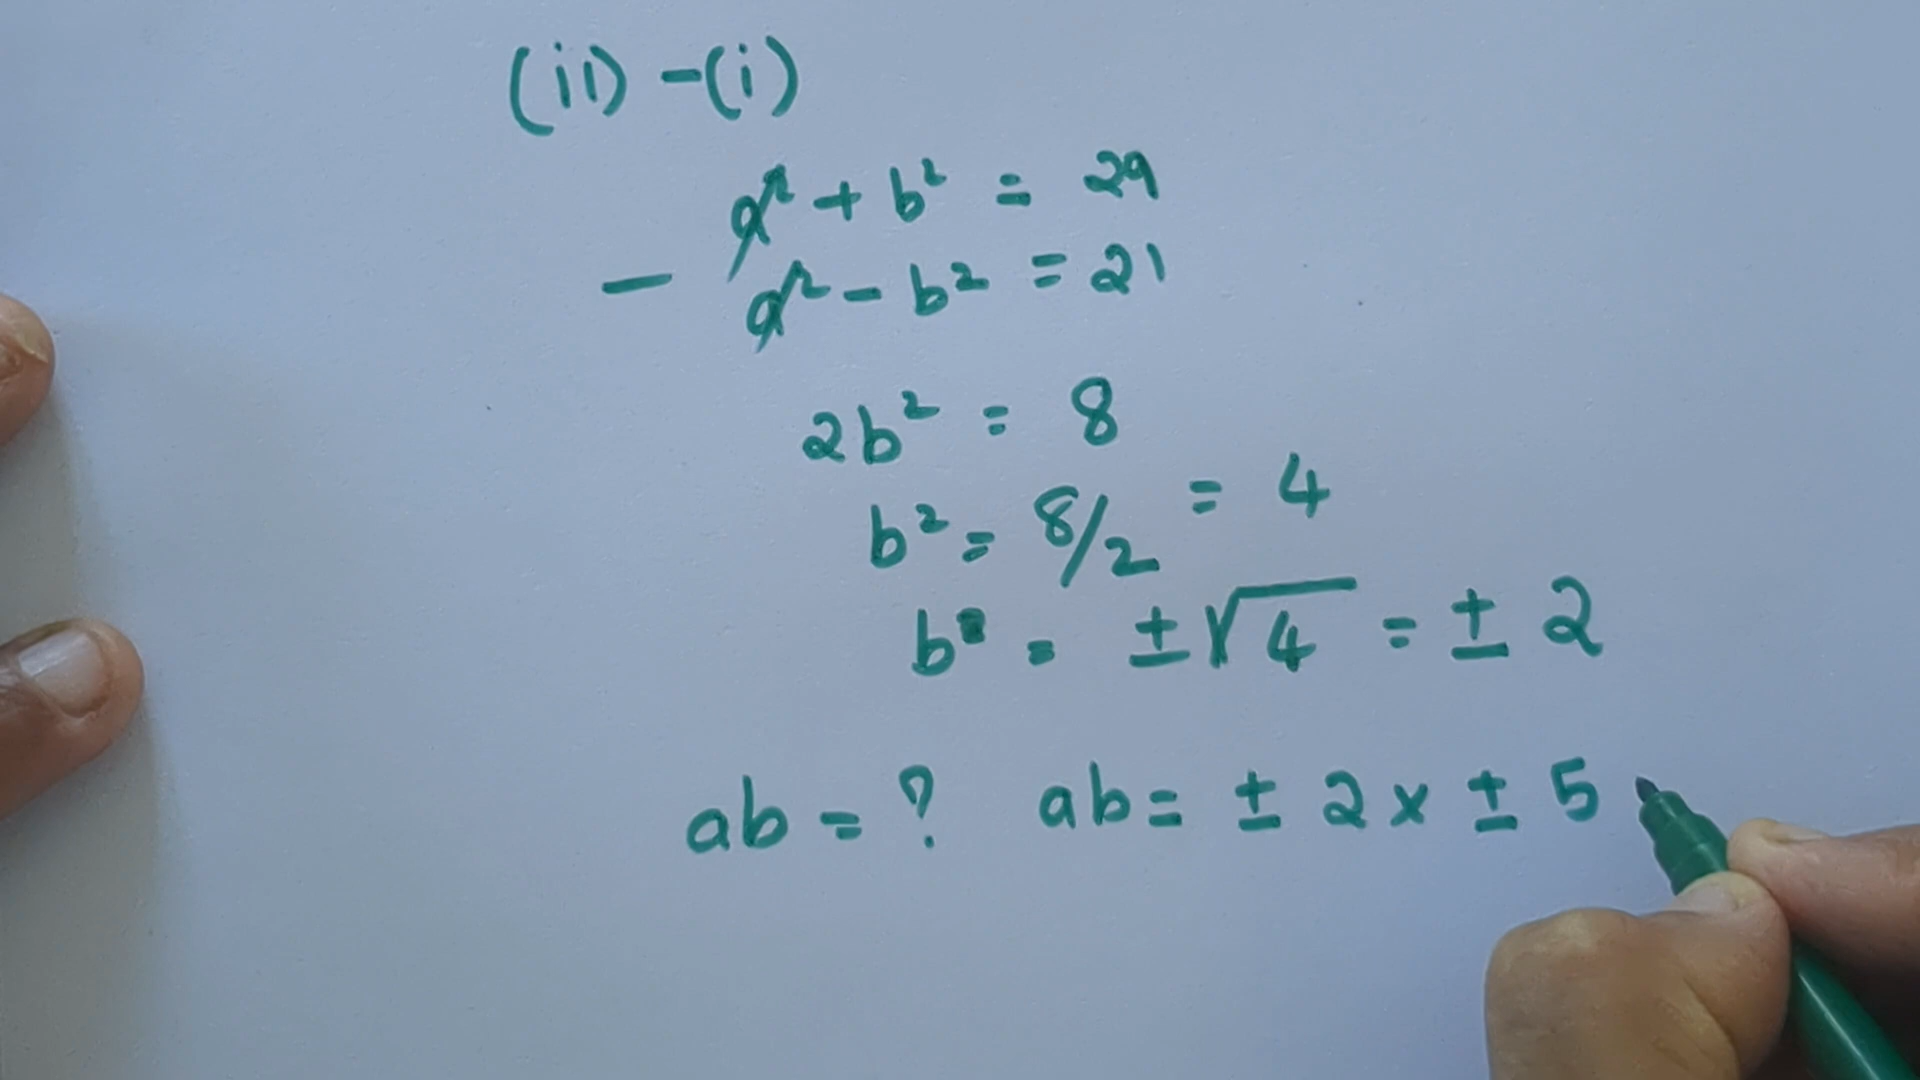 (ii) - (i)
a² + b² = 29
- a² - b² = 21
2b² = 8
b² = 8/2 = 4
b = ±√4 = ± 2
ab = ? ab = ± 2 x ± 5